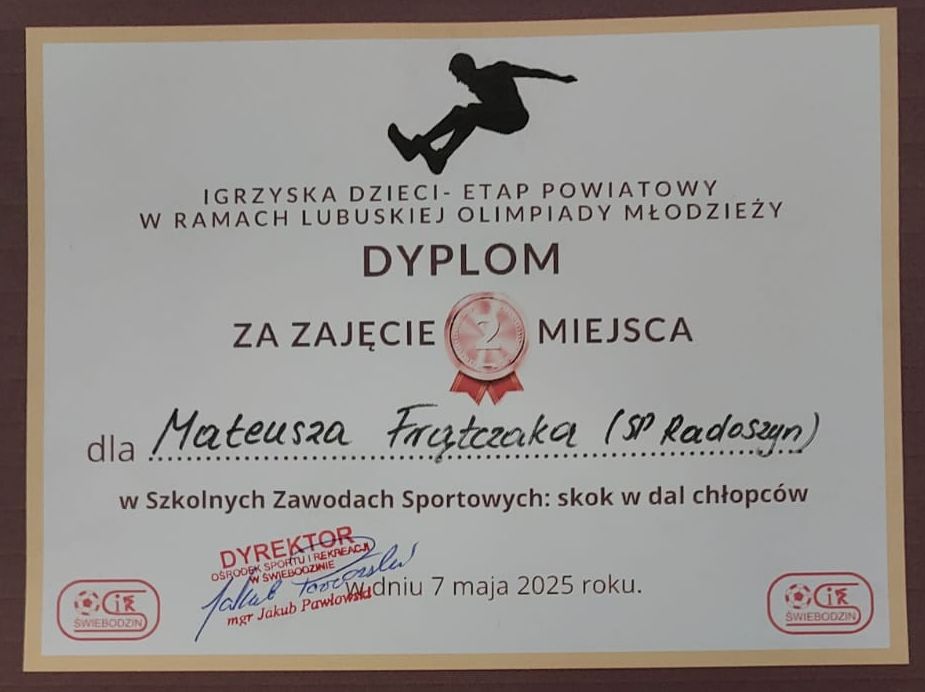 IGRZYSKA DZIECI- ETAP POWIATOWY
W RAMACH LUBUSKIEJ OLIMPIADY MŁODZIEŻY
DYPLOM
ZA ZAJĘCIE 2 MIEJSCA
dla Mateusza Frątczaka (SP Radoszyn)
w Szkolnych Zawodach Sportowych: skok w dal chłopców
DYREKTOR
OŚRODEK SPORTU I REKREACJI
W ŚWIEBODZINIE
mgr Jakub Pawłowski
w dniu 7 maja 2025 roku.
ŚWIEBODZIN
ŚWIEBODZIN